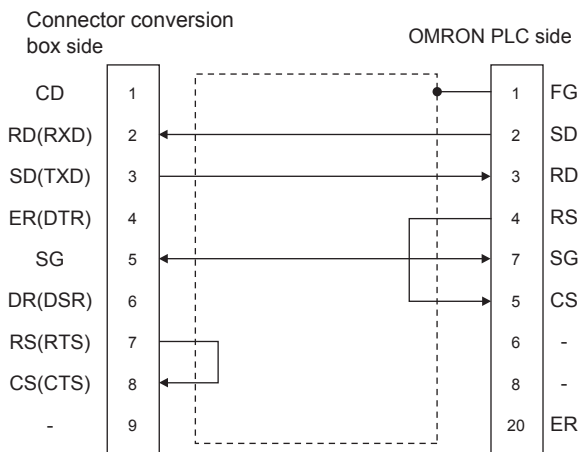 Connector conversion
box side
OMRON PLC side
CD 1 1 FG
RD(RXD) 2 2 SD
SD(TXD) 3 3 RD
ER(DTR) 4 4 RS
SG 5 7 SG
DR(DSR) 6 5 CS
RS(RTS) 7 6 -
CS(CTS) 8 8 -
- 9 20 ER